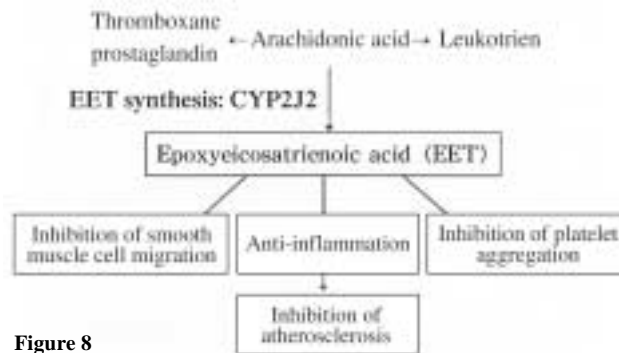 Thromboxane
prostaglandin ← Arachidonic acid → Leukotrien
EET synthesis: CYP2J2
Epoxyeicosatrienoic acid (EET)
Inhibition of smooth
muscle cell migration
Anti-inflammation
Inhibition of platelet
aggregation
Inhibition of
atherosclerosis
Figure 8